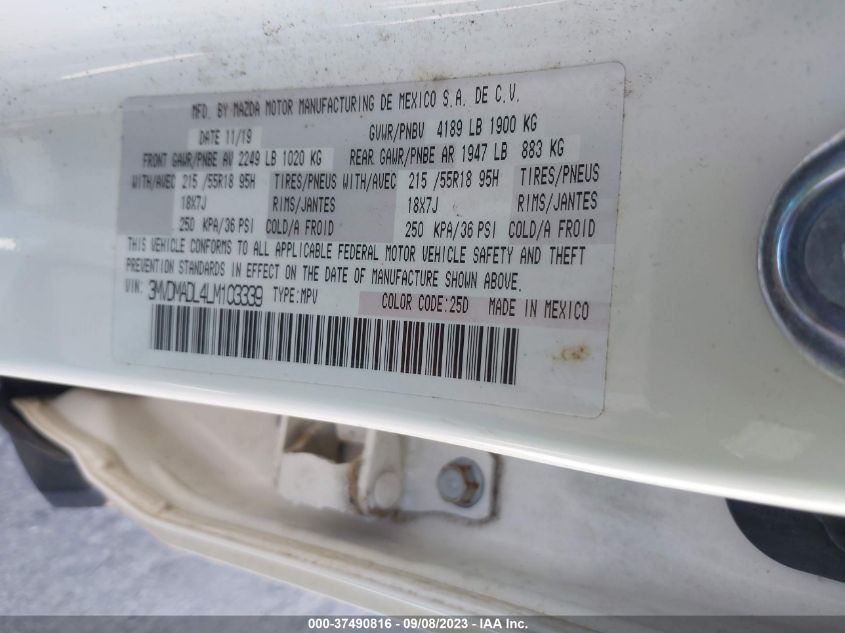 MFD. BY MAZDA MOTOR MANUFACTURING DE MEXICO S.A. DE C.V.
DATE 11/19 GVWR/PNBV 4189 LB 1900 KG
FRONT GAWR/PNBE AV 2249 LB 1020 KG REAR GAWR/PNBE AR 1947 LB 883 KG
WITH/AVEC 215 /55R18 95H TIRES/PNEUS WITH/AVEC 215 /55R18 95H TIRES/PNEUS
18X7J RIMS/JANTES 18X7J RIMS/JANTES
250 KPA/36 PSI COLD/A FROID 250 KPA/36 PSI COLD/A FROID
THIS VEHICLE CONFORMS TO ALL APPLICABLE FEDERAL MOTOR VEHICLE SAFETY AND THEFT
PREVENTION STANDARDS IN EFFECT ON THE DATE OF MANUFACTURE SHOWN ABOVE.
VIN: 3MVDMADL4LM103339 TYPE:MPV COLOR CODE:25D MADE IN MEXICO
000-37490816 - 09/08/2023 - IAA Inc.